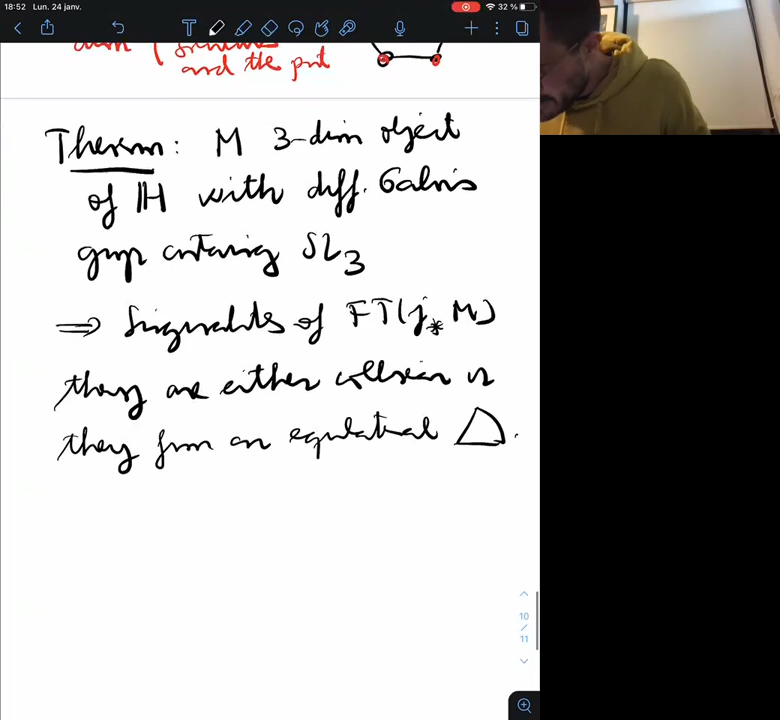 18:52 Lun. 24 janv.
32 %
and the pnt
Theorem: M 3-dim object
of H with diff. Galois
group containing SL3
⟹ Singularities of FT(j* M)
they are either collinear or
they form an equilateral △.
10
/
11